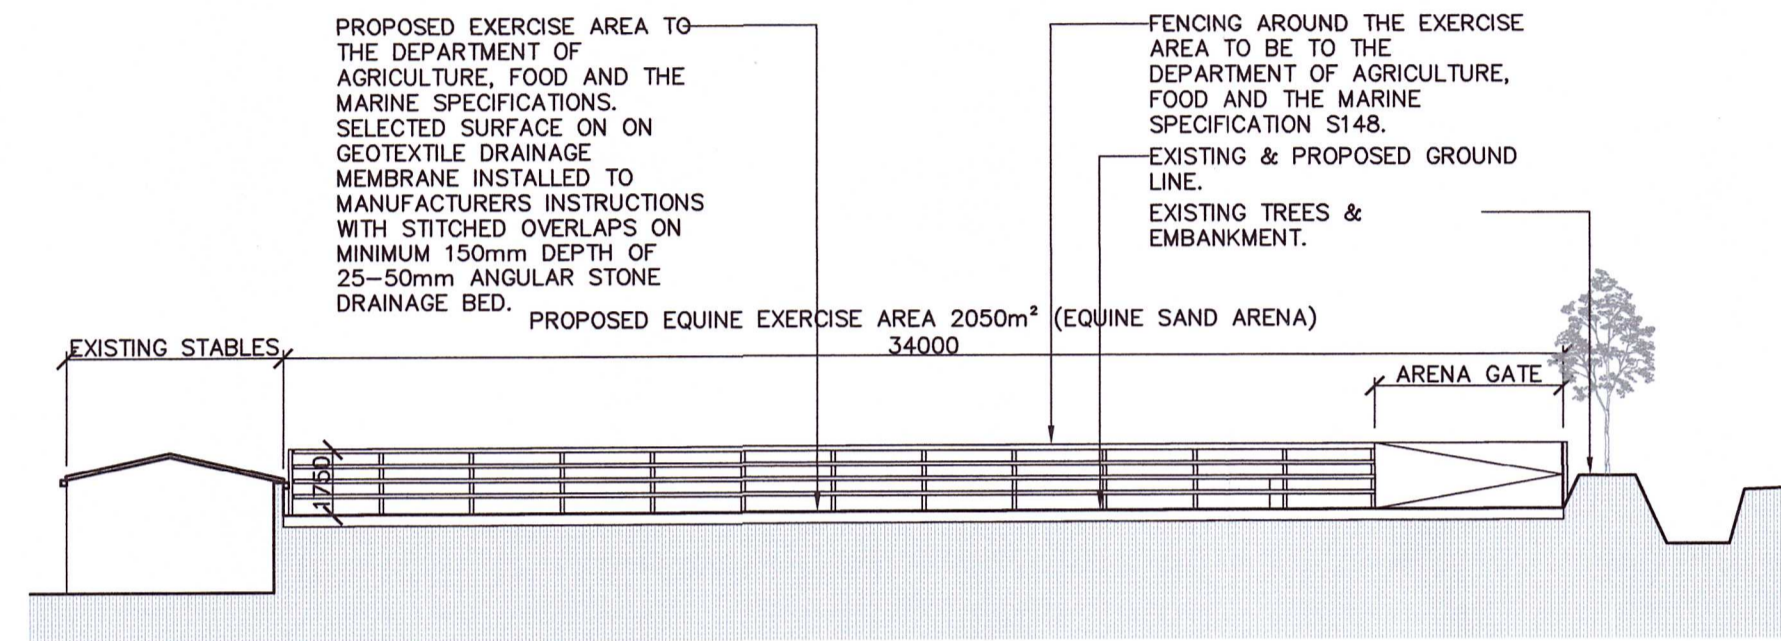 PROPOSED EXERCISE AREA TO
THE DEPARTMENT OF
AGRICULTURE, FOOD AND THE
MARINE SPECIFICATIONS.
SELECTED SURFACE ON ON
GEOTEXTILE DRAINAGE
MEMBRANE INSTALLED TO
MANUFACTURERS INSTRUCTIONS
WITH STITCHED OVERLAPS ON
MINIMUM 150mm DEPTH OF
25-50mm ANGULAR STONE
DRAINAGE BED.
FENCING AROUND THE EXERCISE
AREA TO BE TO THE
DEPARTMENT OF AGRICULTURE,
FOOD AND THE MARINE
SPECIFICATION S148.
EXISTING & PROPOSED GROUND
LINE.
EXISTING TREES &
EMBANKMENT.
PROPOSED EQUINE EXERCISE AREA 2050m² (EQUINE SAND ARENA)
EXISTING STABLES
34000
ARENA GATE
1750